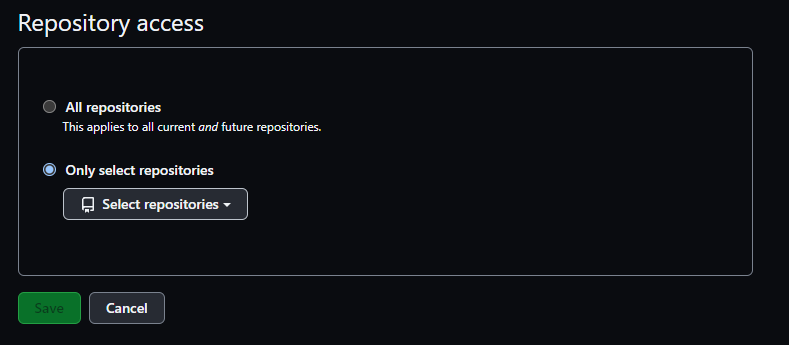 Repository access
All repositories
This applies to all current and future repositories.
Only select repositories
Select repositories
Save
Cancel